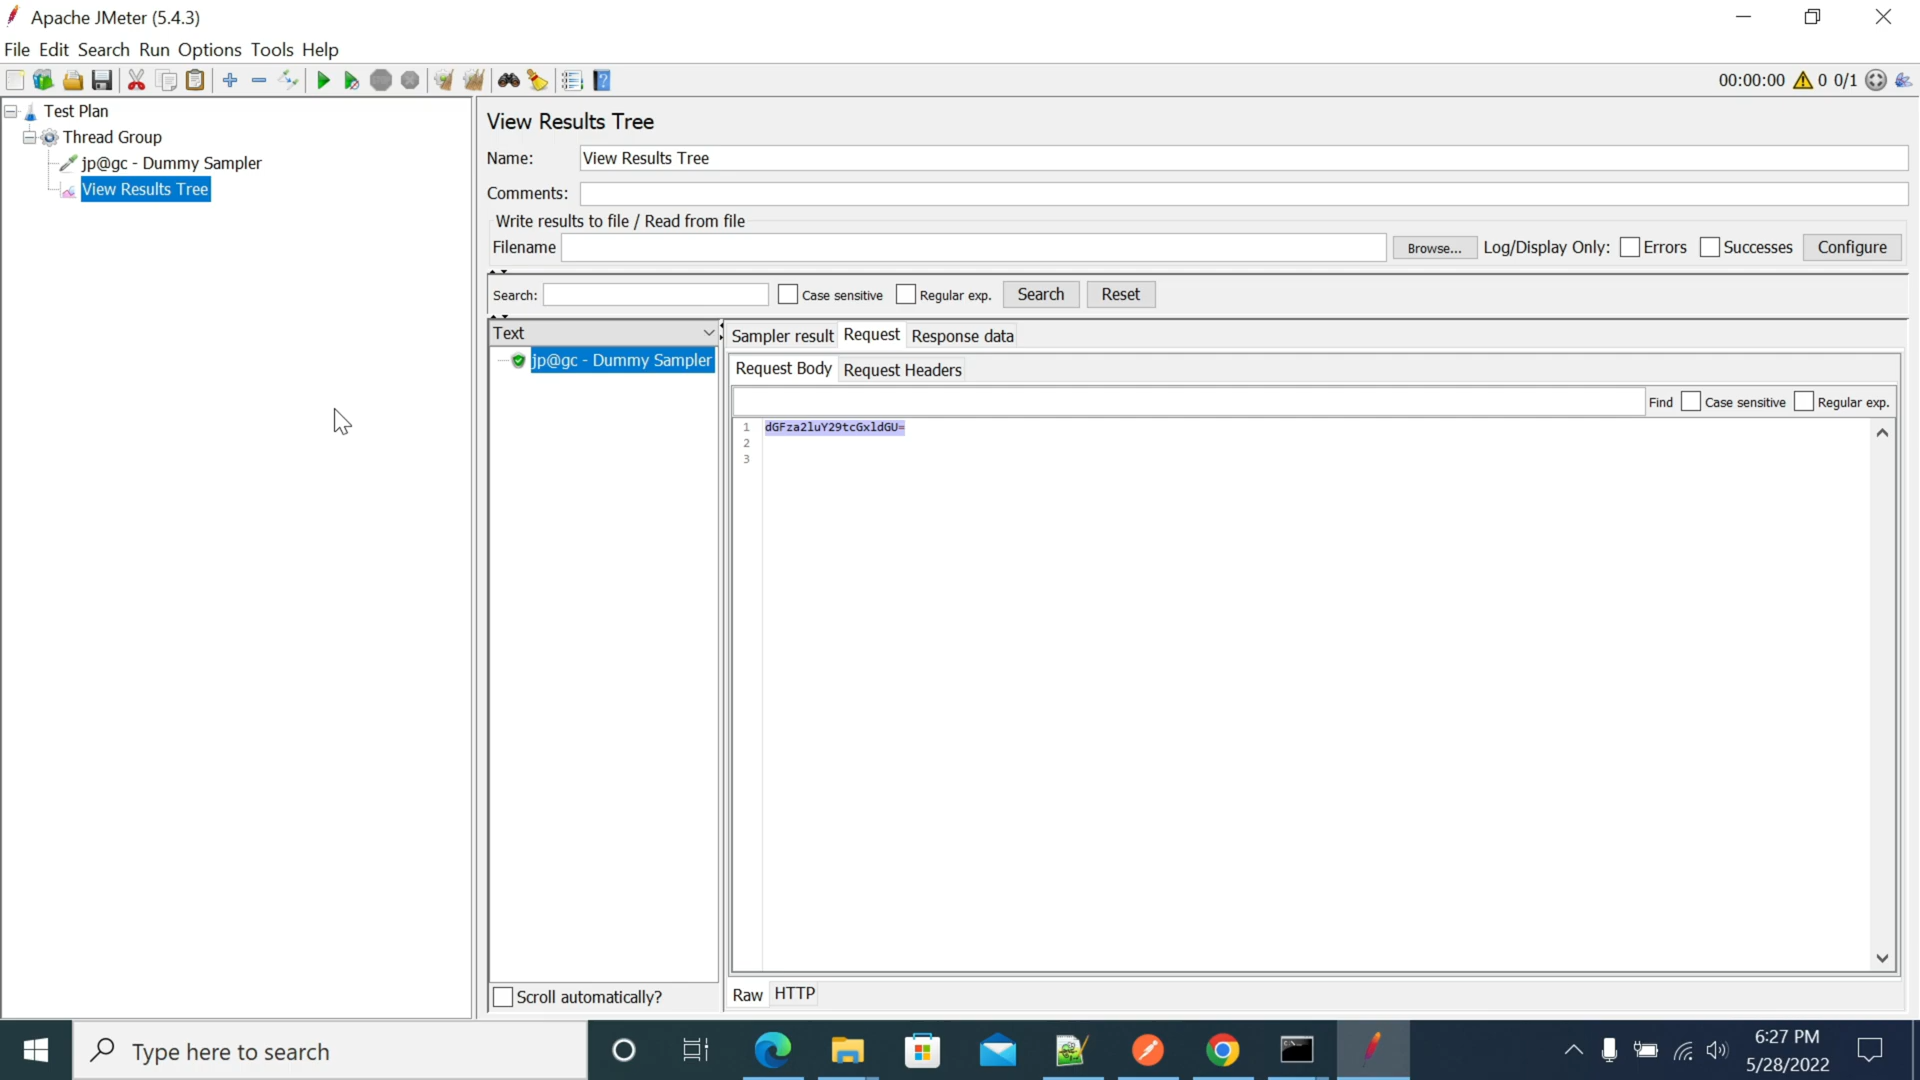 Apache JMeter (5.4.3)
File Edit Search Run Options Tools Help
00:00:00 0 0/1
Test Plan
Thread Group
jp@gc - Dummy Sampler
View Results Tree
View Results Tree
Name: View Results Tree
Comments:
Write results to file / Read from file
Filename Browse... Log/Display Only: Errors Successes Configure
Search: Case sensitive Regular exp. Search Reset
Text
jp@gc - Dummy Sampler
Scroll automatically?
Sampler result Request Response data
Request Body Request Headers
Find Case sensitive Regular exp.
1 dGFza2luY29tcGxldGU=
2
3
Raw HTTP
Type here to search
6:27 PM
5/28/2022